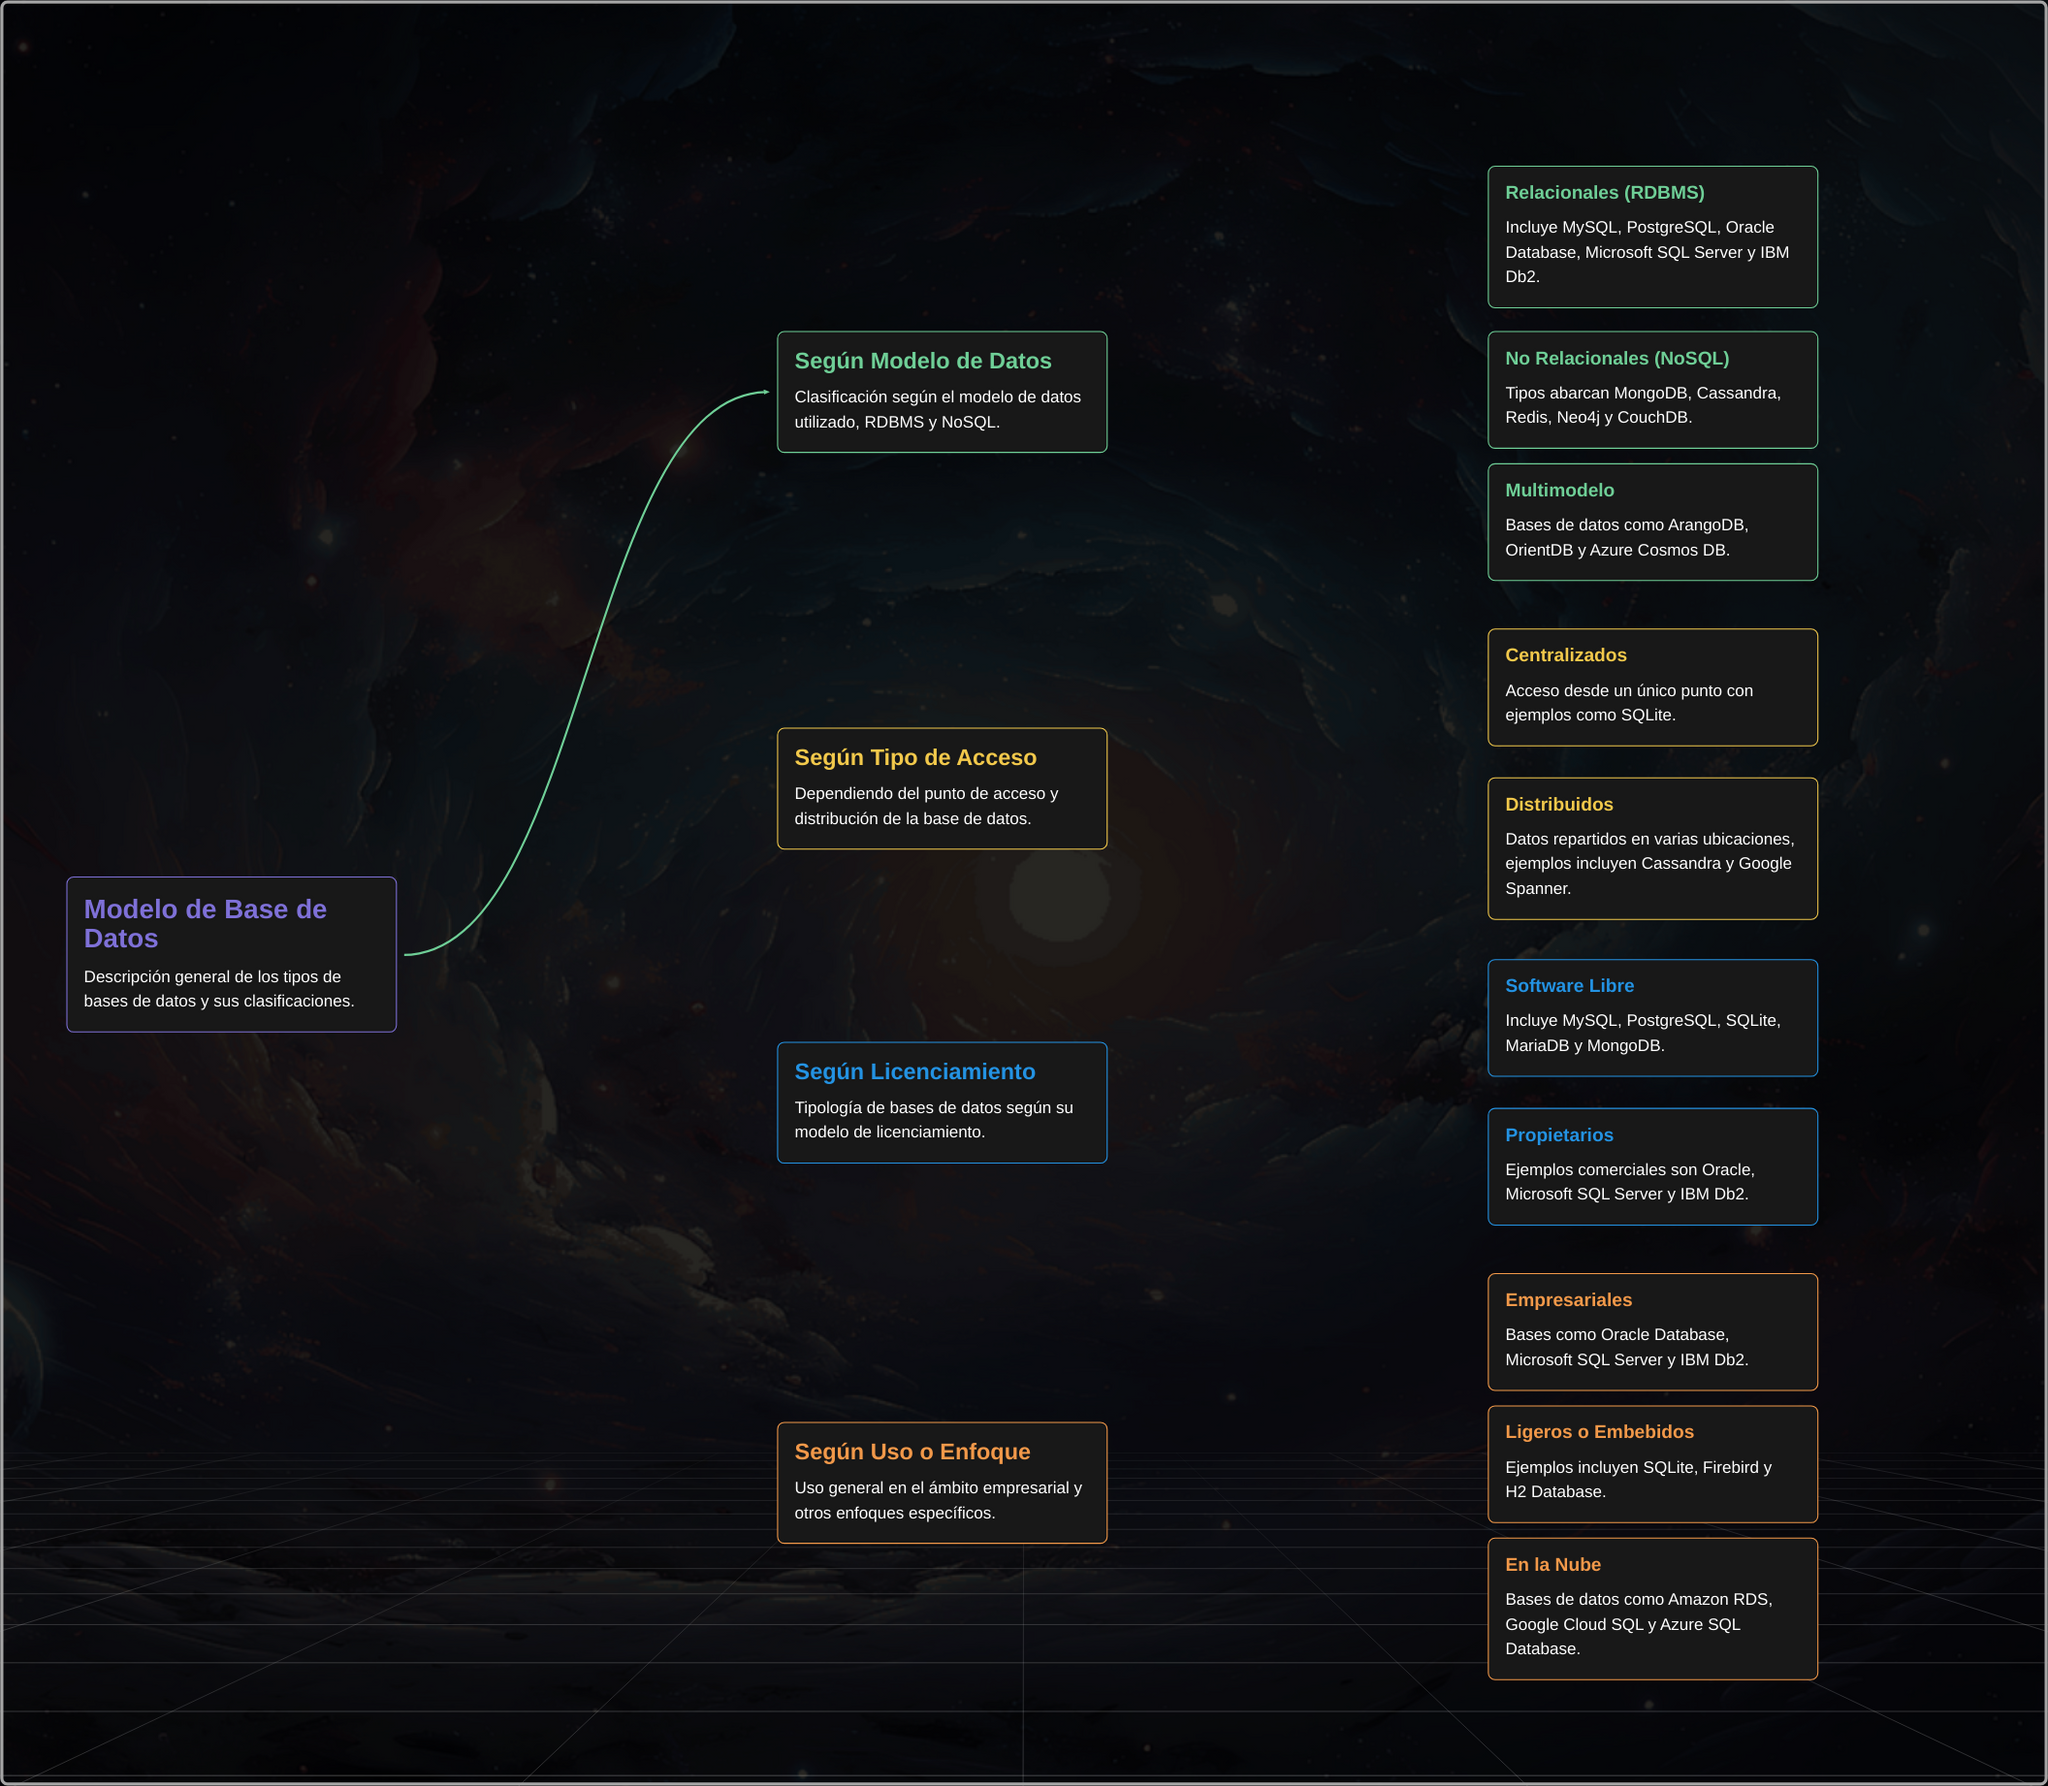 Modelo de Base de
Datos
Descripción general de los tipos de
bases de datos y sus clasificaciones.
Según Modelo de Datos
Clasificación según el modelo de datos
utilizado, RDBMS y NoSQL.
Relacionales (RDBMS)
Incluye MySQL, PostgreSQL, Oracle
Database, Microsoft SQL Server y IBM
Db2.
No Relacionales (NoSQL)
Tipos abarcan MongoDB, Cassandra,
Redis, Neo4j y CouchDB.
Multimodelo
Bases de datos como ArangoDB,
OrientDB y Azure Cosmos DB.
Según Tipo de Acceso
Dependiendo del punto de acceso y
distribución de la base de datos.
Centralizados
Acceso desde un único punto con
ejemplos como SQLite.
Distribuidos
Datos repartidos en varias ubicaciones,
ejemplos incluyen Cassandra y Google
Spanner.
Según Licenciamiento
Tipología de bases de datos según su
modelo de licenciamiento.
Software Libre
Incluye MySQL, PostgreSQL, SQLite,
MariaDB y MongoDB.
Propietarios
Ejemplos comerciales son Oracle,
Microsoft SQL Server y IBM Db2.
Según Uso o Enfoque
Uso general en el ámbito empresarial y
otros enfoques específicos.
Empresariales
Bases como Oracle Database,
Microsoft SQL Server y IBM Db2.
Ligeros o Embebidos
Ejemplos incluyen SQLite, Firebird y
H2 Database.
En la Nube
Bases de datos como Amazon RDS,
Google Cloud SQL y Azure SQL
Database.